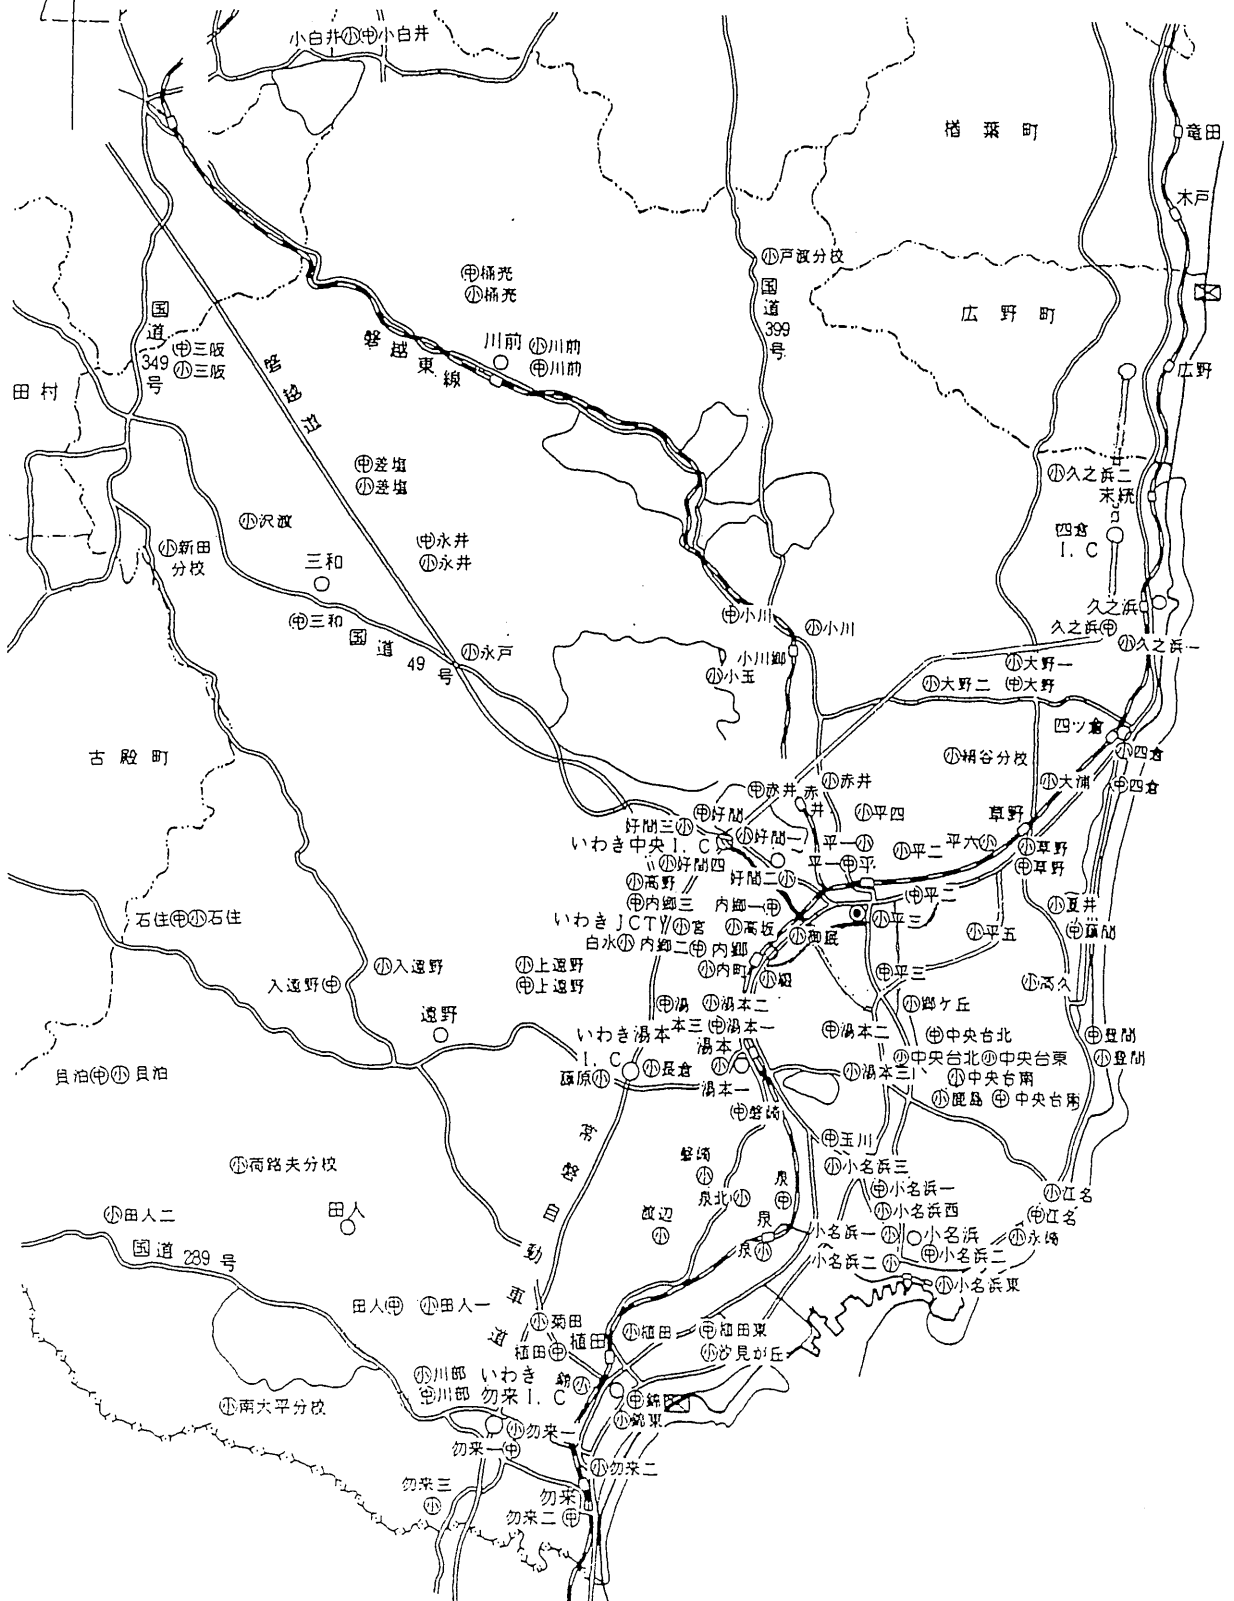 小白井小中小白井
楢葉町
竜田
木戸
小戸渡分校
国道399号
中桶売
小桶売
広野町
国道349号
中三阪
小三阪
磐越東線
川前
小川前
中川前
磐越道
広野
田村
中差塩
小差塩
小久之浜二
末続
小沢渡
四倉
I.C
中永井
小永井
小新田
分校
三和
久之浜
中三和
国道49号
中小川
小小川
久之浜中
小久之浜一
小永戸
小川郷
小小玉
小大野一
小大野二
中大野
四ツ倉
古殿町
小絹谷分校
小四倉
小大浦
中四倉
中赤井
赤井
小赤井
中好間
小平四
草野
好間三小
小好間一
平一小
平六小
いわき中央I.C
小平二
小草野
小好間四
平一中
平
中草野
小高野
好間二小
中内郷三
内郷一中
中平二
小夏井
石住中小石住
いわきJCT
小宮
小高坂
小平三
中藤間
白水小
内郷二中
内郷
小御厩
小平五
入遠野中
小入遠野
小上遠野
中上遠野
小内町
小綴
中平三
小高久
小湯本二
小郷ケ丘
遠野
いわき湯本
I.C
本三
中湯本一
中湯本二
中中央台北
中豊間
湯本
小中央台北
小中央台東
小豊間
貝泊中小貝泊
藤原小
小長倉
湯本一
小湯本三
小中央台南
小鹿島
中中央台南
中磐崎
常磐自動車道
中玉川
小荷路夫分校
磐崎
小
小小名浜三
泉北小
泉
中
中小名浜一
小江名
小田人二
田人
渡辺
小
小小名浜西
中江名
国道289号
泉
小名浜一小
小名浜
小永崎
泉小
小名浜二小
中小名浜二
小小名浜東
田人中
小田人一
小菊田
植田
小植田
中植田東
植田中
小汐見が丘
小川部
いわき
勿来I.C
錦小
中川部
中錦
小南大平分校
小錦東
小勿来一
勿来一中
小勿来二
勿来三
小
勿来
勿来二中